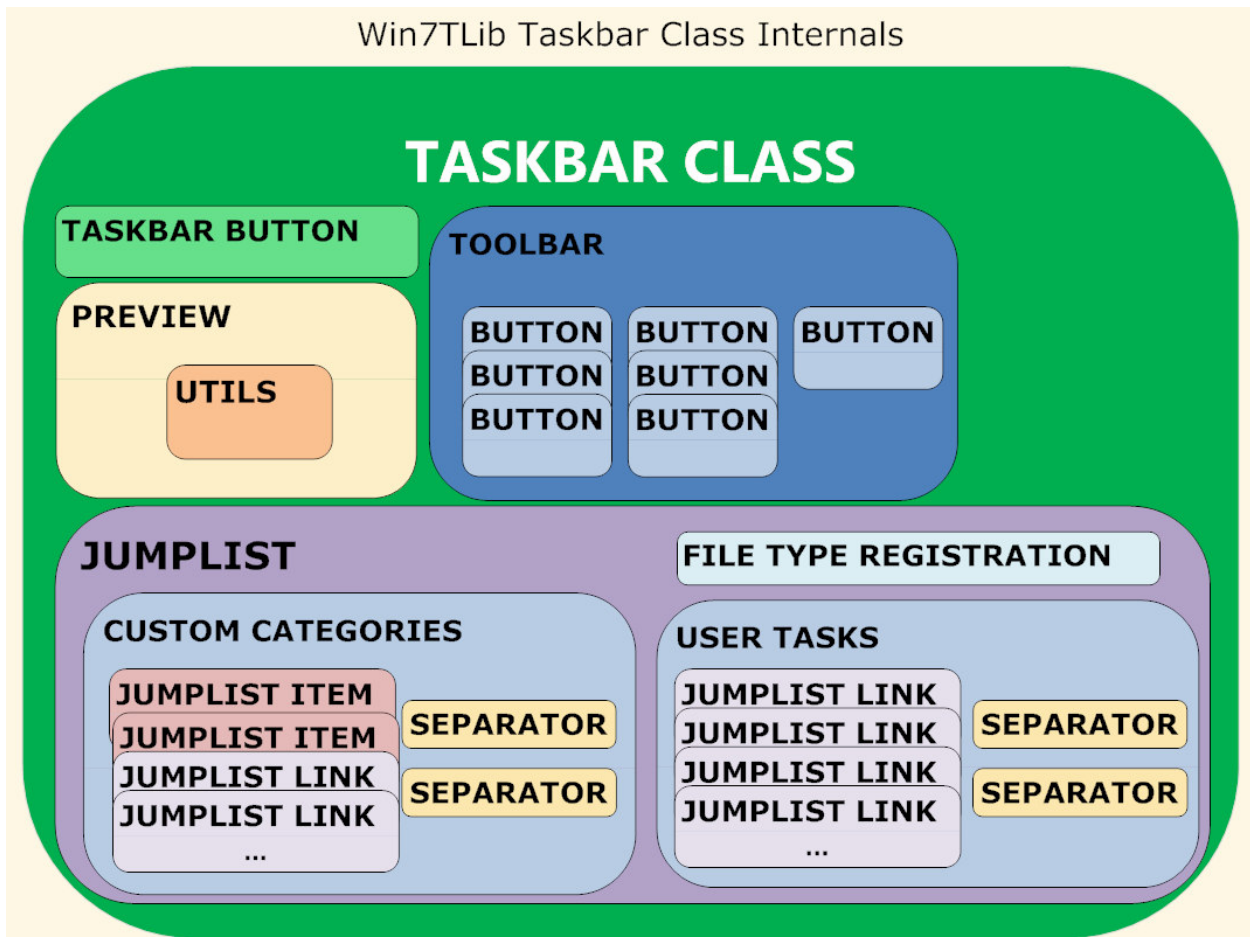 Win7TLib Taskbar Class Internals
TASKBAR CLASS
TASKBAR BUTTON
PREVIEW
UTILS
TOOLBAR
BUTTON
BUTTON
BUTTON
BUTTON
BUTTON
BUTTON
BUTTON
JUMPLIST
FILE TYPE REGISTRATION
CUSTOM CATEGORIES
JUMPLIST ITEM
JUMPLIST ITEM
JUMPLIST LINK
JUMPLIST LINK
...
SEPARATOR
SEPARATOR
USER TASKS
JUMPLIST LINK
JUMPLIST LINK
JUMPLIST LINK
JUMPLIST LINK
...
SEPARATOR
SEPARATOR